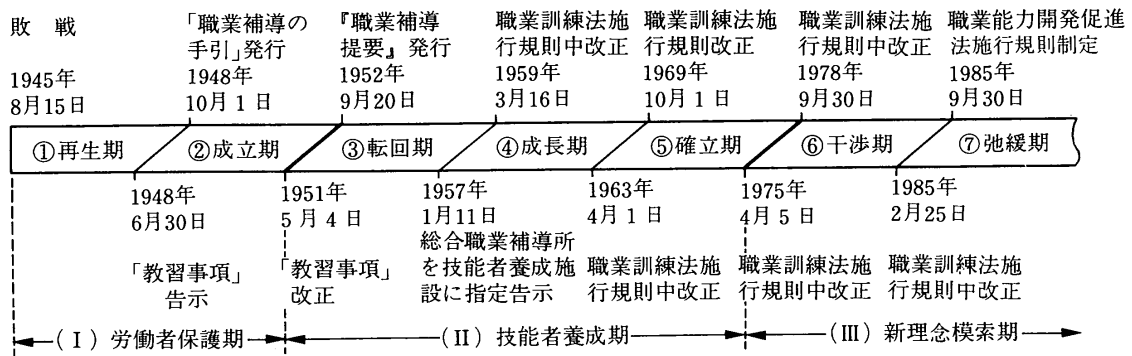 敗 戦
1945年
8月15日
「職業補導の
手引」発行
1948年
10月1日
『職業補導
提要』発行
1952年
9月20日
職業訓練法施
行規則中改正
1959年
3月16日
職業訓練法施
行規則中改正
1969年
10月1日
職業訓練法施
行規則中改正
1978年
9月30日
職業能力開発促進
法施行規則制定
1985年
9月30日
①再生期
②成立期
③転回期
④成長期
⑤確立期
⑥干渉期
⑦弛緩期
1948年
6月30日
「教習事項」
告示
1951年
5月4日
「教習事項」
改正
1957年
1月11日
総合職業補導所
を技能者養成施
設に指定告示
1963年
4月1日
職業訓練法施
行規則中改正
1975年
4月5日
職業訓練法施
行規則中改正
1985年
2月25日
職業訓練法施
行規則中改正
(Ⅰ) 労働者保護期
(Ⅱ) 技能者養成期
(Ⅲ) 新理念模索期